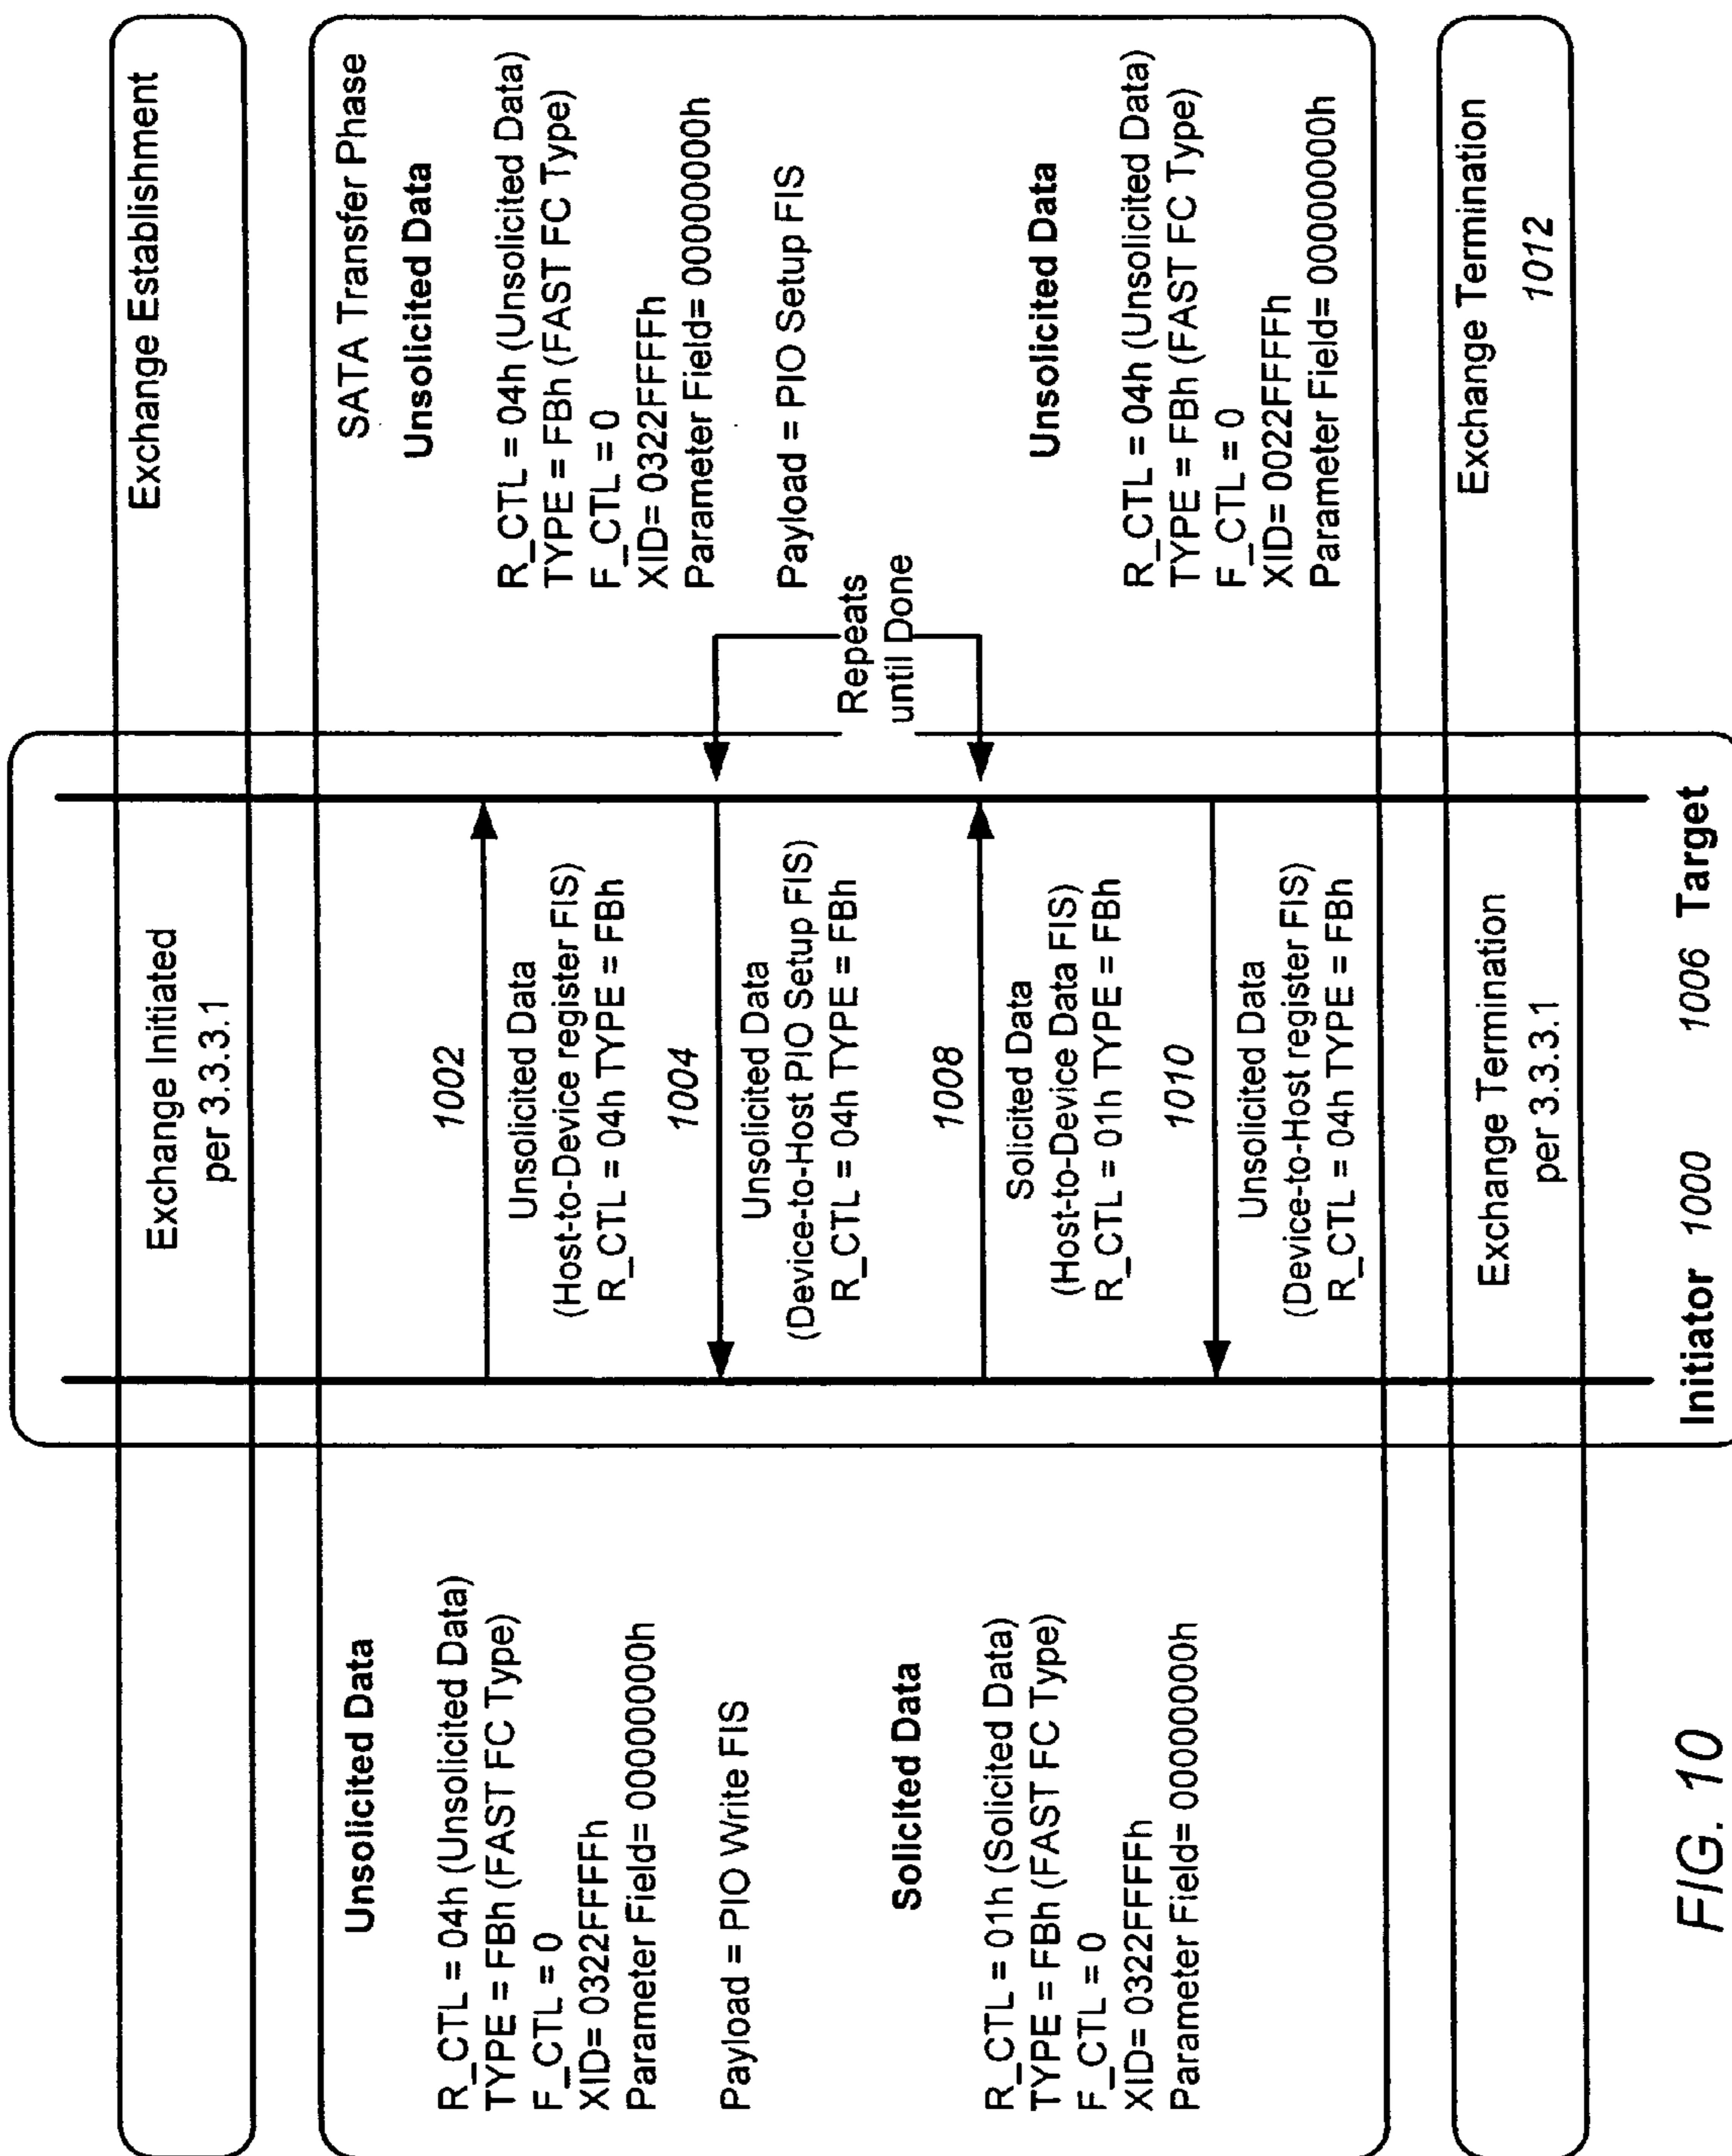 Exchange Initiated
per 3.3.3.1
Exchange Establishment
SATA Transfer Phase
Unsolicited Data
R_CTL = 04h (Unsolicited Data)
TYPE = FBh (FAST FC Type)
F_CTL = 0
XID= 0322FFFFh
Parameter Field= 00000000h
Payload = PIO Write FIS
Solicited Data
R_CTL = 01h (Solicited Data)
TYPE = FBh (FAST FC Type)
F_CTL = 0
XID= 0322FFFFh
Parameter Field= 00000000h
1002
Unsolicited Data
(Host-to-Device register FIS)
R_CTL = 04h TYPE = FBh
1004
Unsolicited Data
(Device-to-Host PIO Setup FIS)
R_CTL = 04h TYPE = FBh
1008
Solicited Data
(Host-to-Device Data FIS)
R_CTL = 01h TYPE = FBh
1010
Unsolicited Data
(Device-to-Host register FIS)
R_CTL = 04h TYPE = FBh
Repeats
until Done
Unsolicited Data
R_CTL = 04h (Unsolicited Data)
TYPE = FBh (FAST FC Type)
F_CTL = 0
XID= 0322FFFFh
Parameter Field= 00000000h
Payload = PIO Setup FIS
Unsolicited Data
R_CTL = 04h (Unsolicited Data)
TYPE = FBh (FAST FC Type)
F_CTL = 0
XID= 0022FFFFh
Parameter Field= 00000000h
Exchange Termination
per 3.3.3.1
Exchange Termination
1012
Initiator 1000 1006 Target
FIG. 10